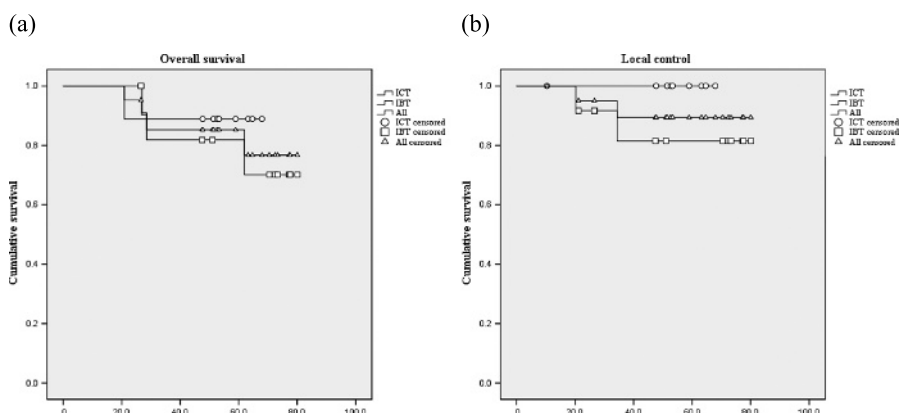 (a)
Overall survival
Cumulative survival
1.0
0.8
0.6
0.4
0.2
0.0
0
20.0
40.0
60.0
80.0
100.0
ICT
IBT
All
ICT censored
IBT censored
All censored
(b)
Local control
Cumulative survival
1.0
0.8
0.6
0.4
0.2
0.0
0
20.0
40.0
60.0
80.0
100.0
ICT
IBT
All
ICT censored
IBT censored
All censored